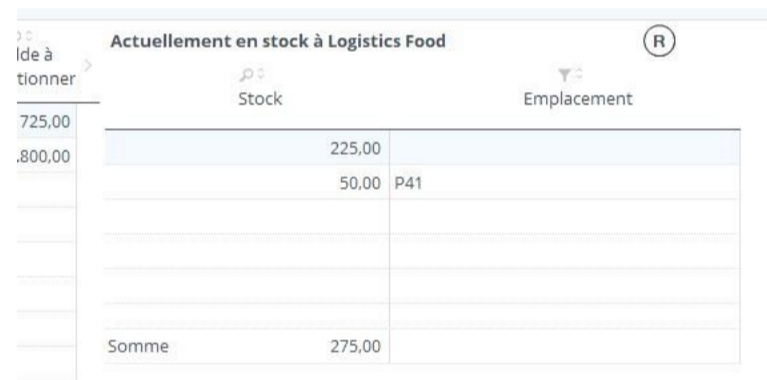 lde à
tionner
725,00
.800,00
Actuellement en stock à Logistics Food
R
Stock
Emplacement
225,00
50,00 P41
Somme 275,00